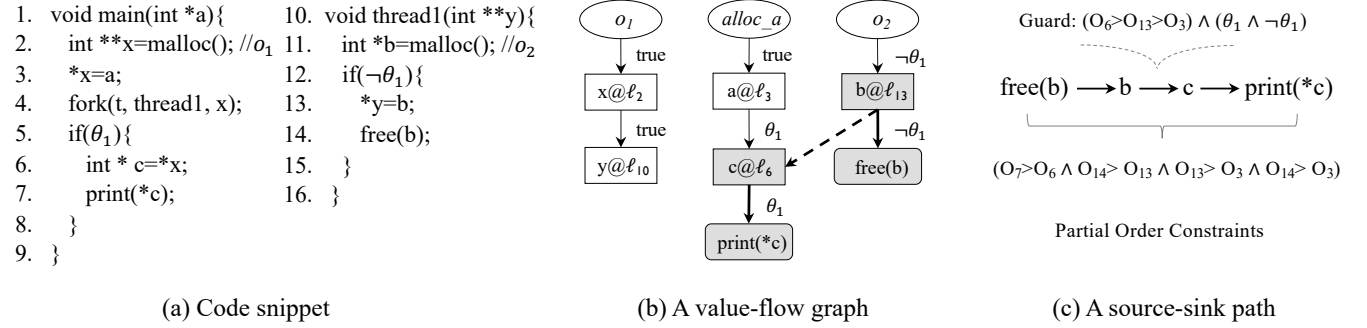 1. void main(int *a){
2. int **x=malloc(); //o₁
3. *x=a;
4. fork(t, thread1, x);
5. if(θ₁){
6. int * c=*x;
7. print(*c);
8. }
9. }
10. void thread1(int **y){
11. int *b=malloc(); //o₂
12. if(¬θ₁){
13. *y=b;
14. free(b);
15. }
16. }
(a) Code snippet
o₁
alloc_a
o₂
true
true
¬θ₁
x@ℓ₂
a@ℓ₃
b@ℓ₁₃
true
θ₁
¬θ₁
y@ℓ₁₀
c@ℓ₆
free(b)
θ₁
print(*c)
(b) A value-flow graph
Guard: (O₆>O₁₃>O₃) ∧ (θ₁ ∧ ¬θ₁)
free(b) → b → c → print(*c)
(O₇>O₆ ∧ O₁₄> O₁₃ ∧ O₁₃> O₃ ∧ O₁₄> O₃)
Partial Order Constraints
(c) A source-sink path